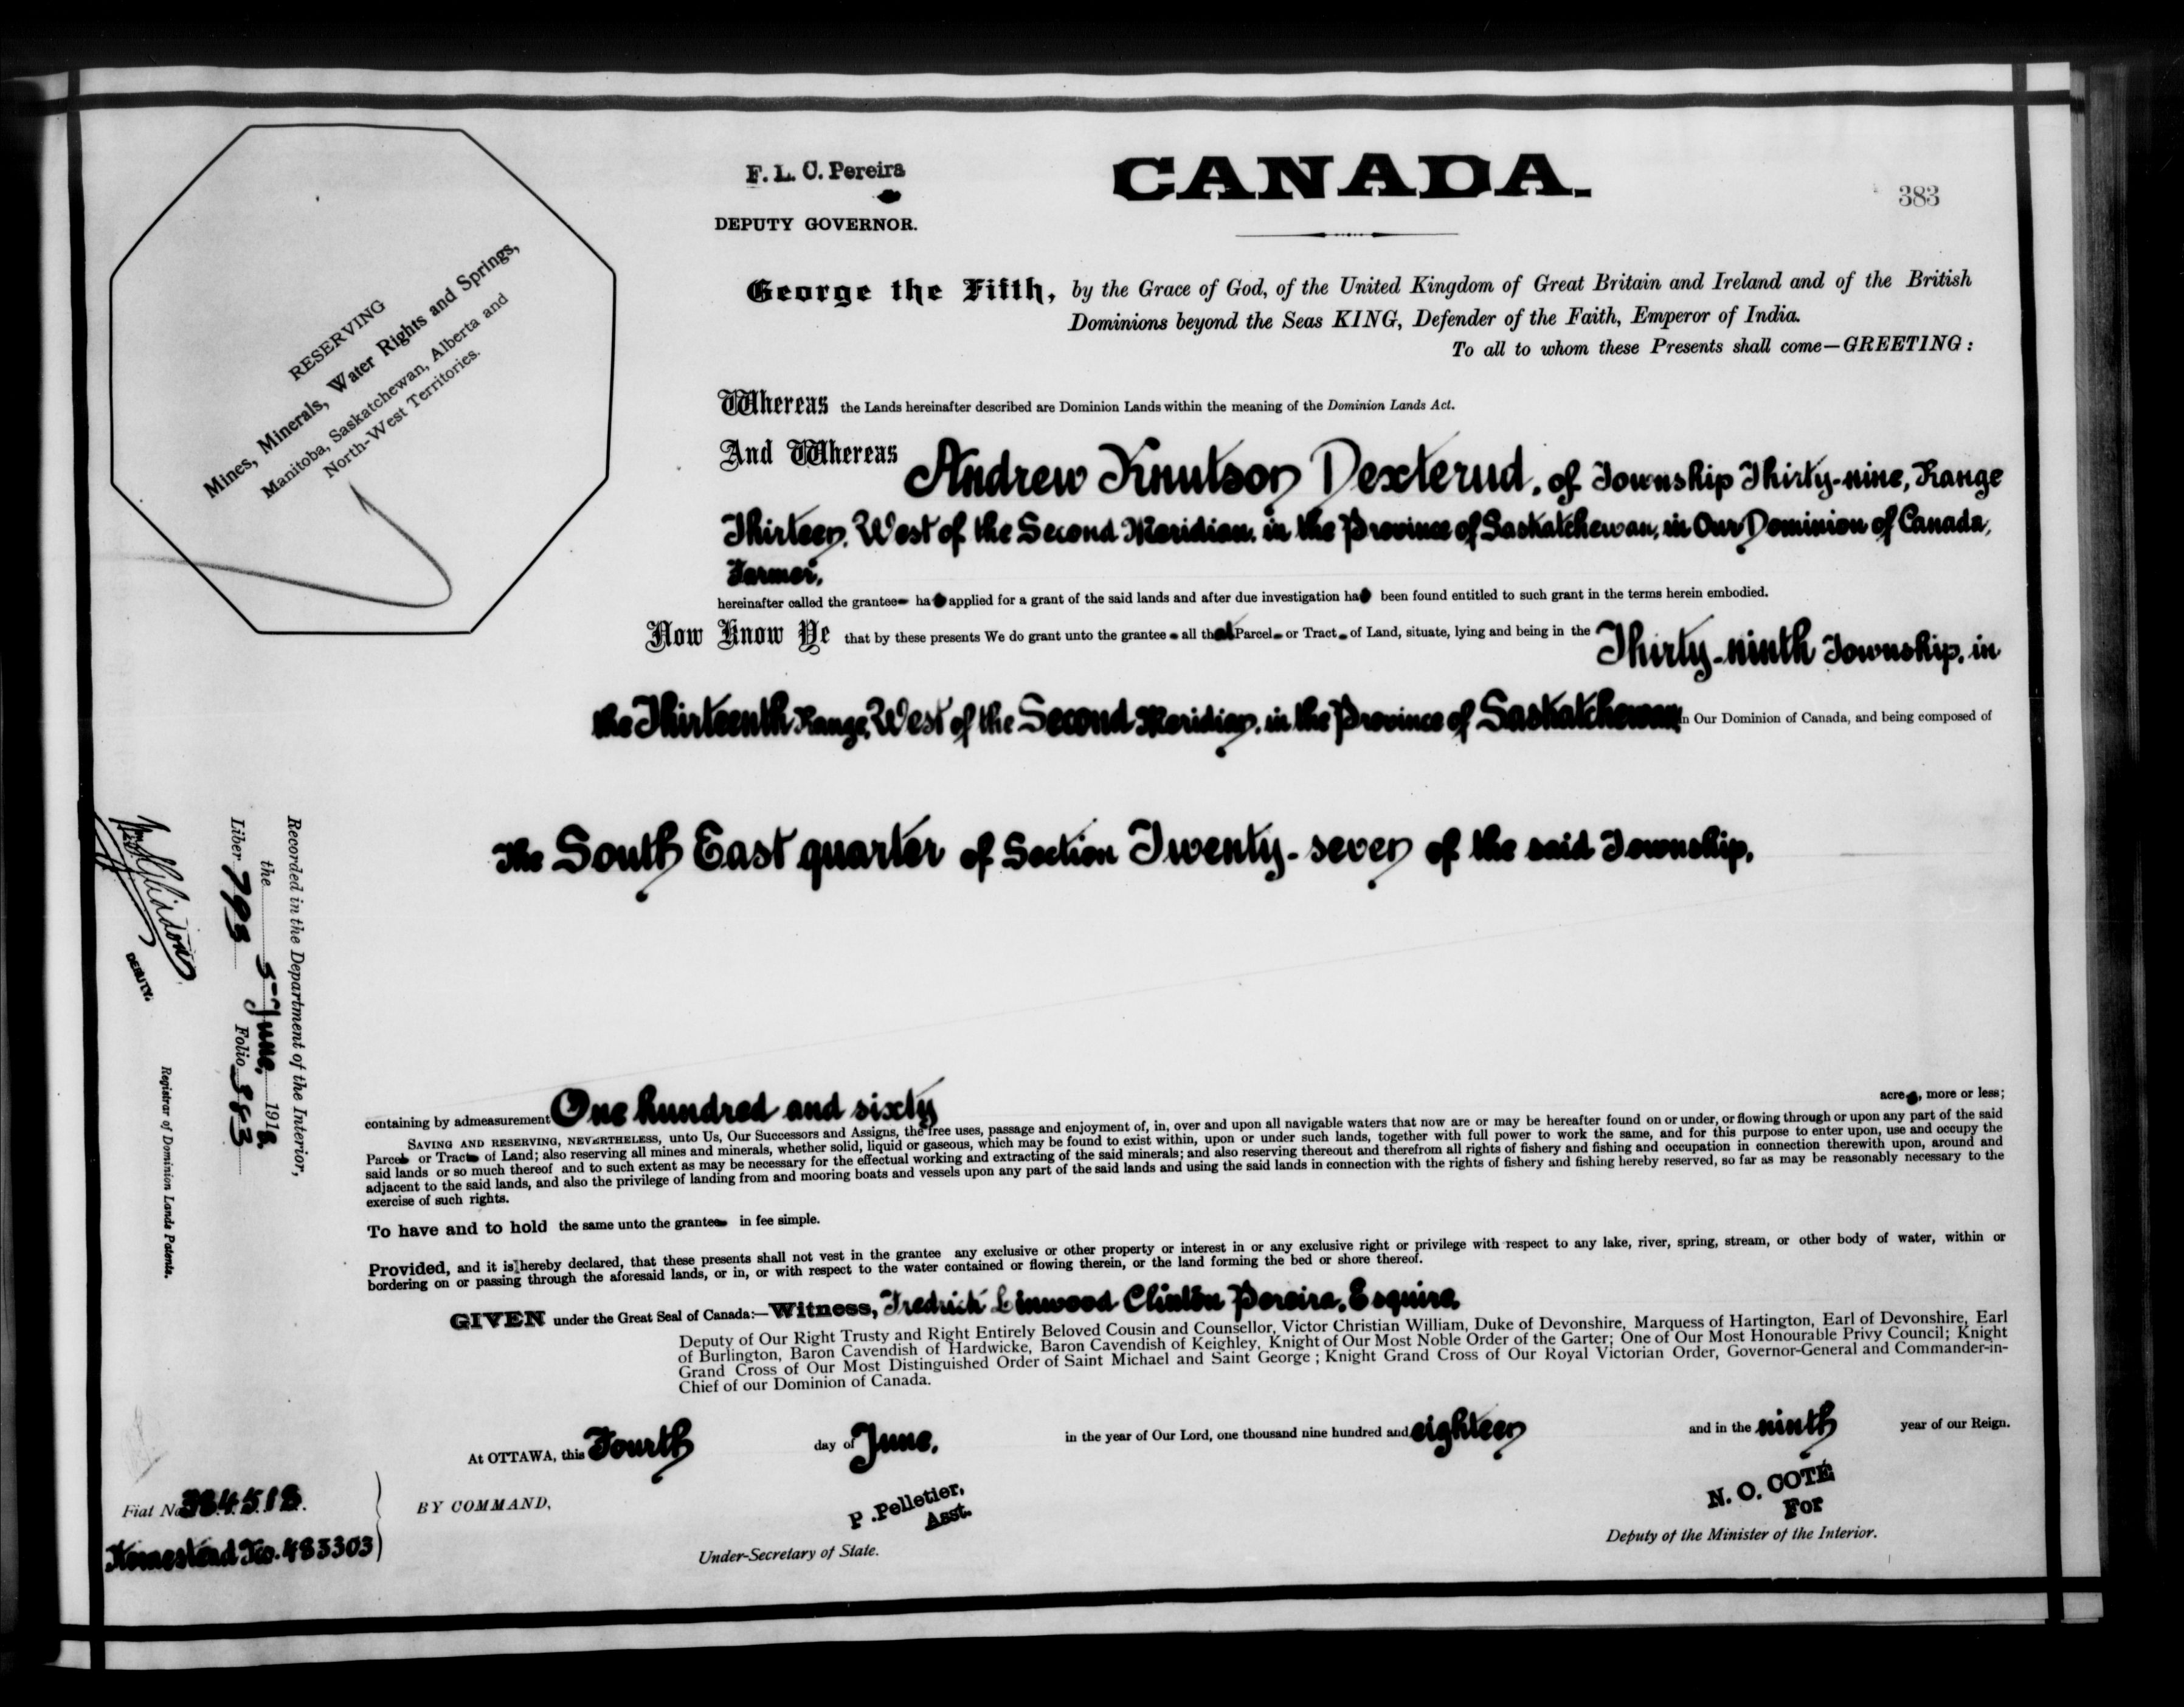 F. L. C. Pereira
DEPUTY GOVERNOR.
CANADA.
383
RESERVING
Mines, Minerals, Water Rights and Springs,
Manitoba, Saskatchewan, Alberta and
North-West Territories.
George the Fifth, by the Grace of God, of the United Kingdom of Great Britain and Ireland and of the British
Dominions beyond the Seas KING, Defender of the Faith, Emperor of India.
To all to whom these Presents shall come—GREETING:
Whereas the Lands hereinafter described are Dominion Lands within the meaning of the Dominion Lands Act.
And Whereas Andrew Knutson Dexterud, of Township Thirty-nine, Range
Thirteen, West of the Second Meridian, in the Province of Saskatchewan, in Our Dominion of Canada,
Farmer,
hereinafter called the grantee ha applied for a grant of the said lands and after due investigation ha been found entitled to such grant in the terms herein embodied.
Now Know Ye that by these presents We do grant unto the grantee all that Parcel or Tract of Land, situate, lying and being in the Thirty-ninth Township, in
the Thirteenth Range, West of the Second Meridian, in the Province of Saskatchewan in Our Dominion of Canada, and being composed of
the South East quarter of Section Twenty-seven of the said Township,
containing by admeasurement One hundred and sixty acres, more or less;
SAVING AND RESERVING, NEVERTHELESS, unto Us, Our Successors and Assigns, the free uses, passage and enjoyment of, in, over and upon all navigable waters that now are or may be hereafter found on or under, or flowing through or upon any part of the said
Parcel or Tract of Land; also reserving all mines and minerals, whether solid, liquid or gaseous, which may be found to exist within, upon or under such lands, together with full power to work the same, and for this purpose to enter upon, use and occupy the
said lands or so much thereof and to such extent as may be necessary for the effectual working and extracting of the said minerals; and also reserving thereout and therefrom all rights of fishery and fishing and occupation in connection therewith upon, around and
adjacent to the said lands, and also the privilege of landing from and mooring boats and vessels upon any part of the said lands and using the said lands in connection with the rights of fishery and fishing hereby reserved, so far as may be reasonably necessary to the
exercise of such rights.
To have and to hold the same unto the grantee in fee simple.
Provided, and it is hereby declared, that these presents shall not vest in the grantee any exclusive or other property or interest in or any exclusive right or privilege with respect to any lake, river, spring, stream, or other body of water, within or
bordering on or passing through the aforesaid lands, or in, or with respect to the water contained or flowing therein, or the land forming the bed or shore thereof.
GIVEN under the Great Seal of Canada:—Witness, Fredrick Linwood Clinton Pereira, Esquire,
Deputy of Our Right Trusty and Right Entirely Beloved Cousin and Counsellor, Victor Christian William, Duke of Devonshire, Marquess of Hartington, Earl of Devonshire, Earl
of Burlington, Baron Cavendish of Hardwicke, Baron Cavendish of Keighley, Knight of Our Most Noble Order of the Garter; One of Our Most Honourable Privy Council; Knight
Grand Cross of Our Most Distinguished Order of Saint Michael and Saint George; Knight Grand Cross of Our Royal Victorian Order, Governor-General and Commander-in-
Chief of our Dominion of Canada.
At OTTAWA, this Fourth day of June, in the year of Our Lord, one thousand nine hundred and eighteen and in the ninth year of our Reign.
BY COMMAND,
P. Pelletier,
Asst.
Under-Secretary of State.
N. O. COTÉ
For
Deputy of the Minister of the Interior.
Fiat No. 384518.
Homestead No. 483303
Recorded in the Department of the Interior,
the 5 June, 1918.
Liber 793 Folio 383
DEPUTY.
Registrar of Dominion Lands Patents.